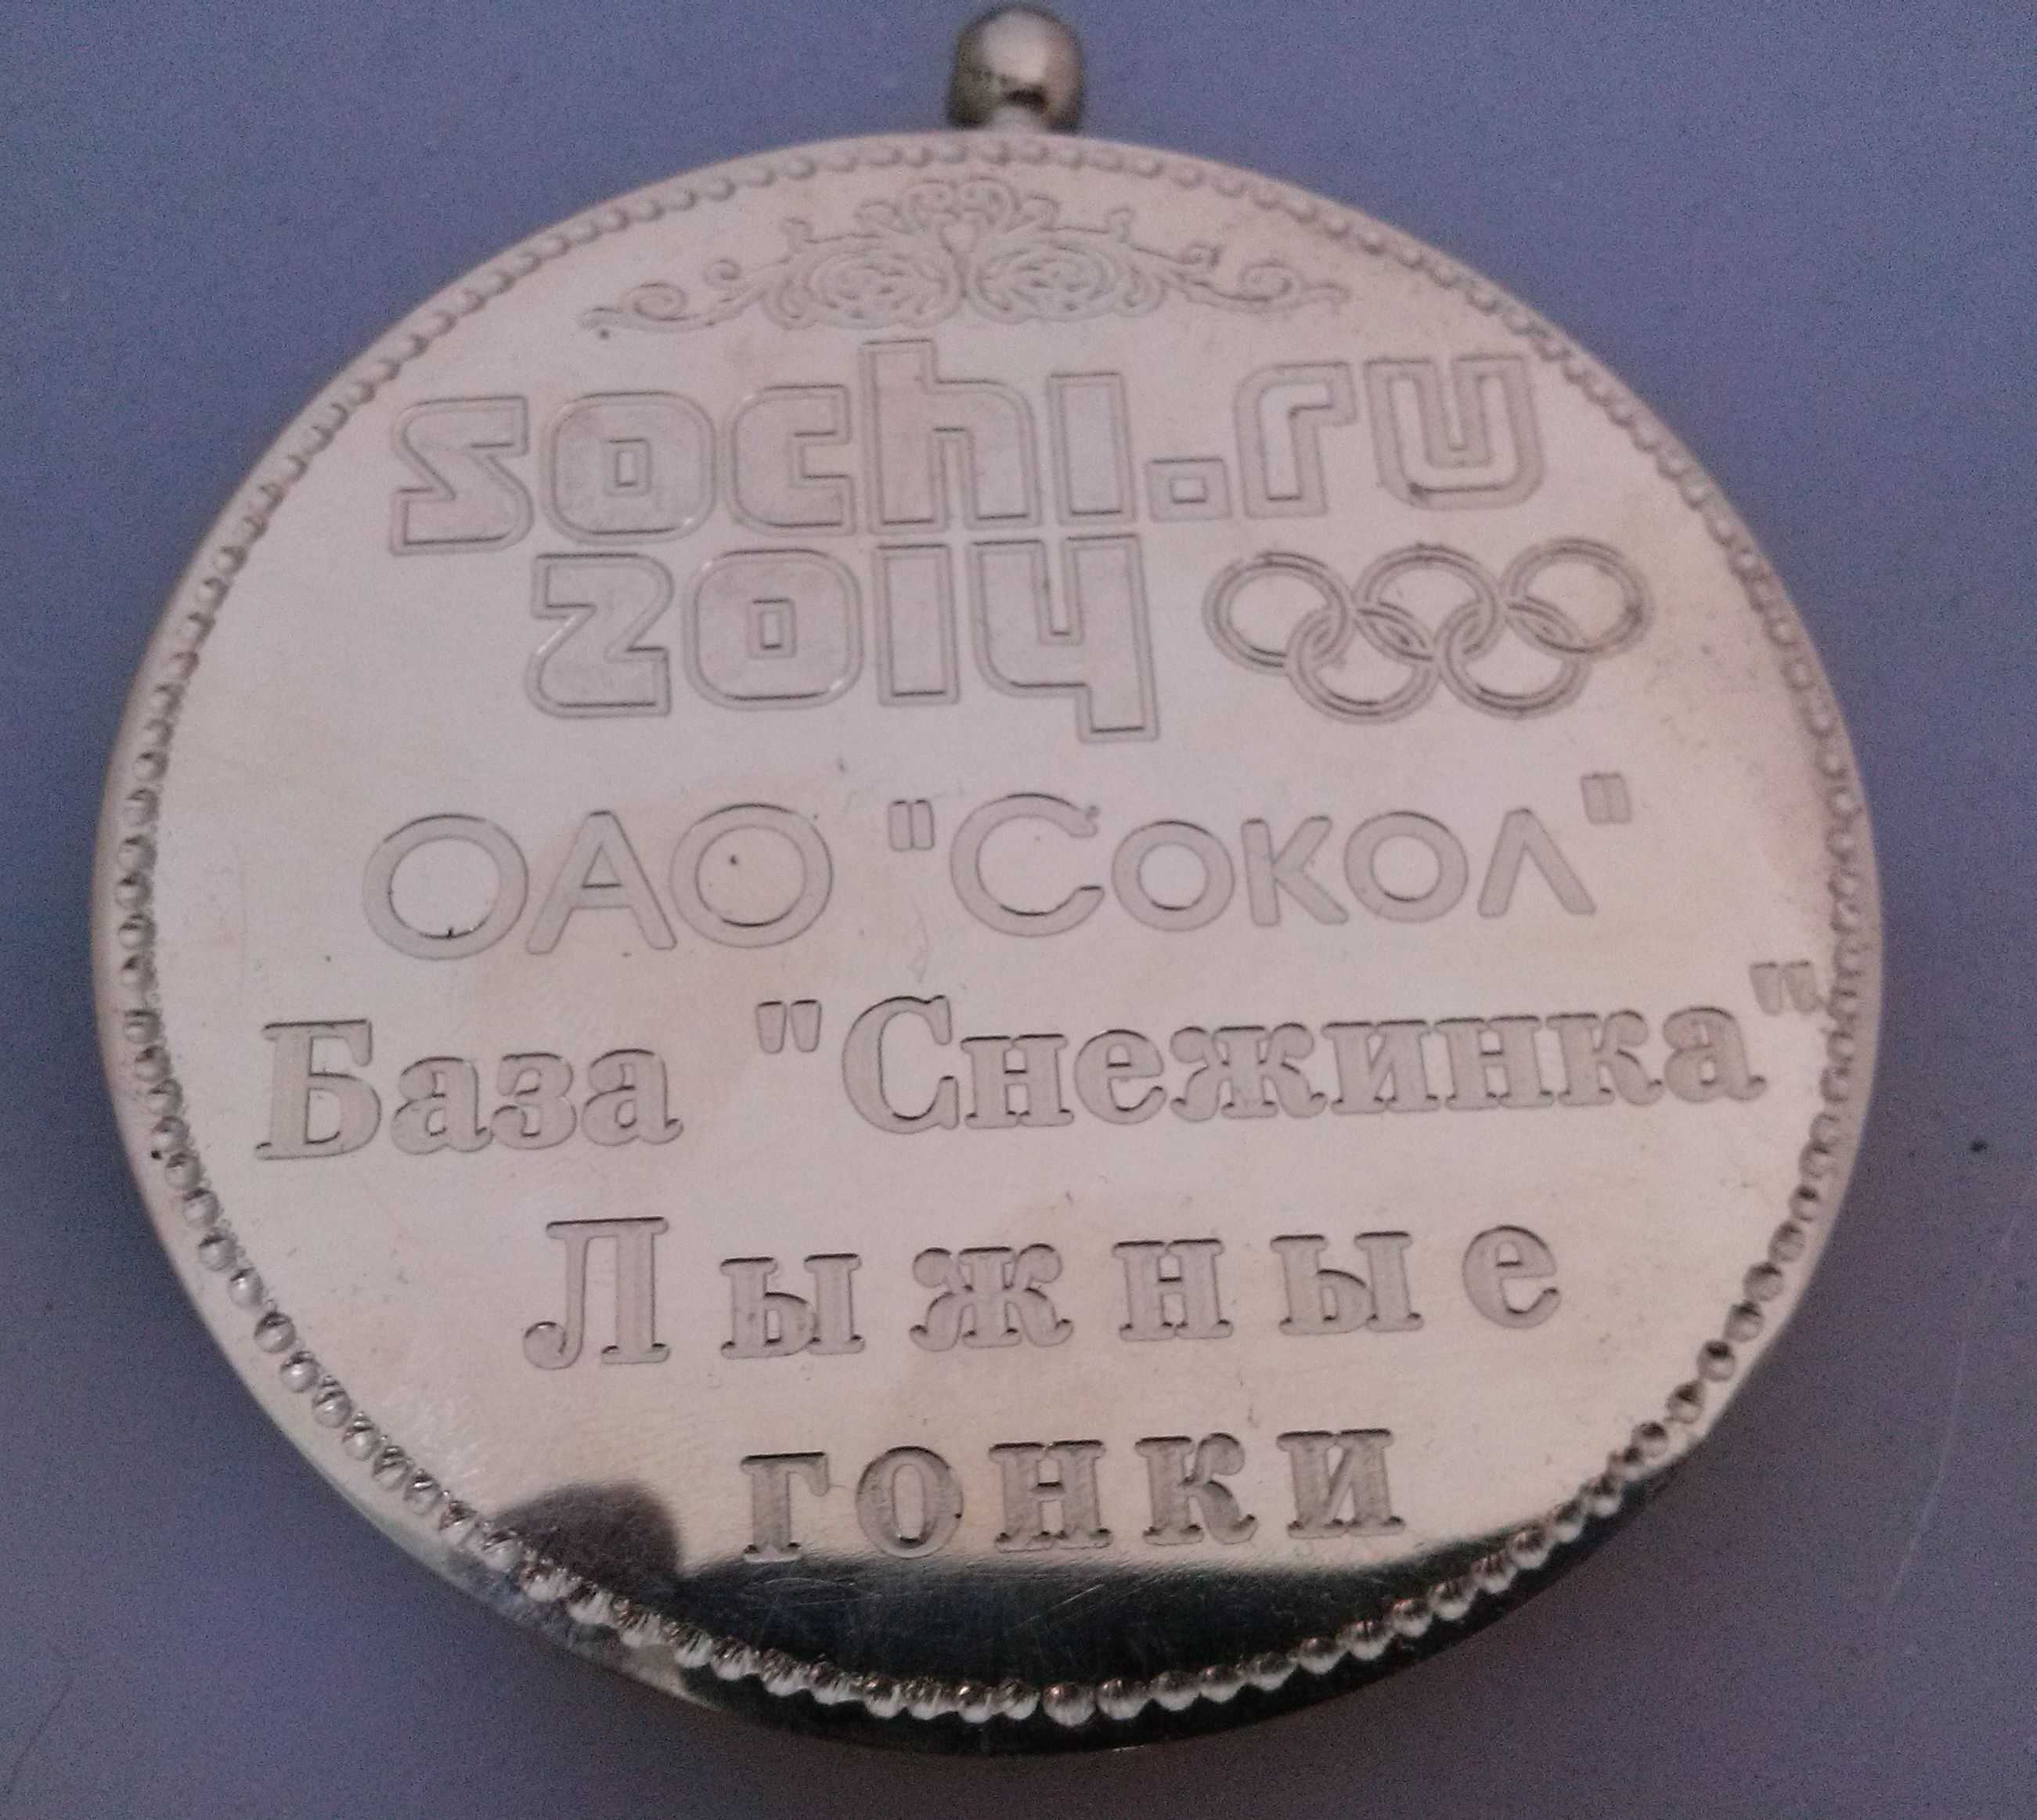 sochi.ru
2014
ОАО "Сокол"
База "Снежинка"
Лыжные
гонки